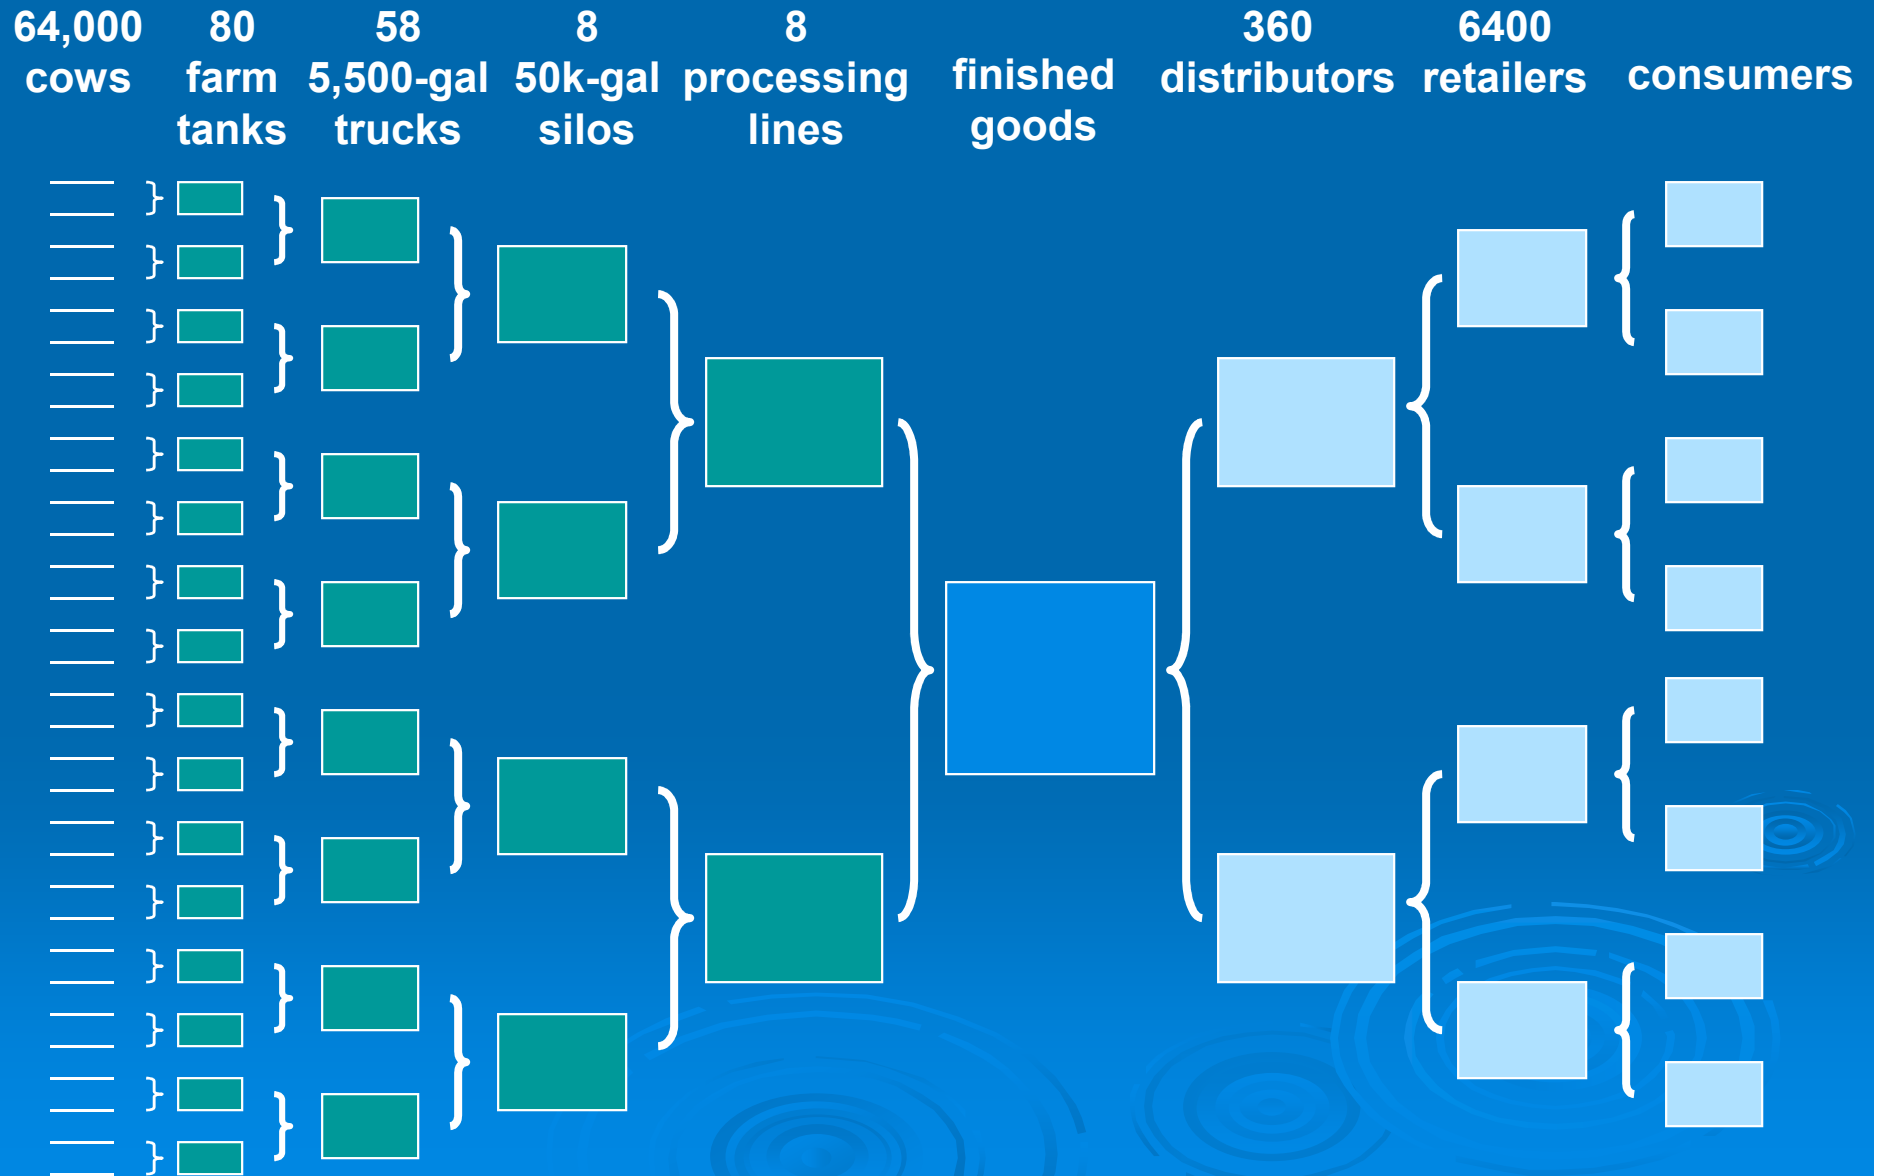 64,000
cows
80
farm
tanks
58
5,500-gal
trucks
8
50k-gal
silos
8
processing
lines
finished
goods
360
distributors
6400
retailers
consumers